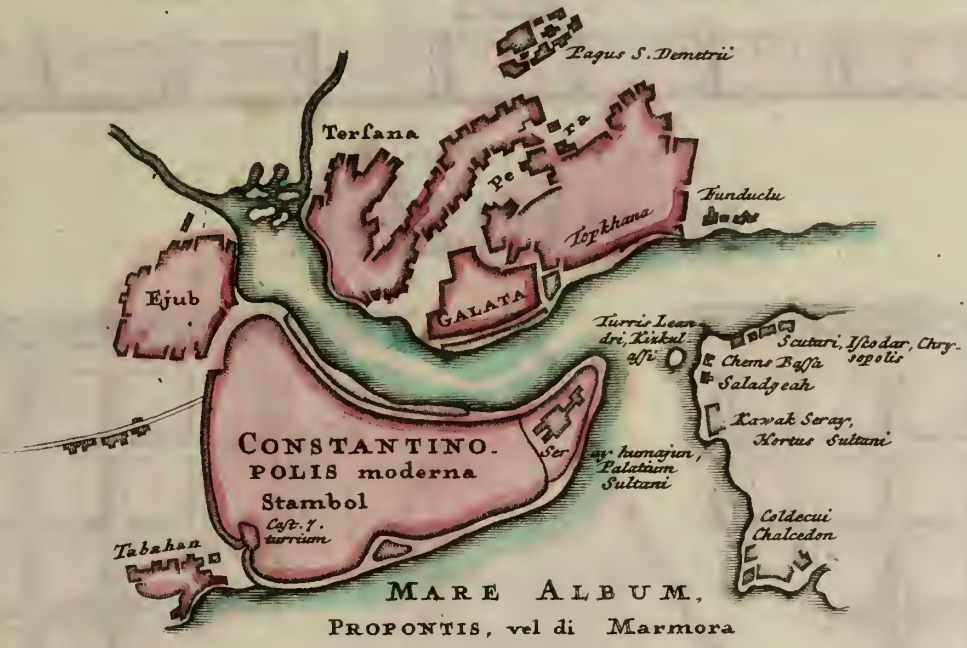 Pagus S. Demetrii
Terſana
Pe ra
Funduclu
Topkhana
Ejub
GALATA
Turris Lean-
dri, Kizkul
aſſi
Scutari, Iſcodar, Chry-
sopolis
Chems Baſſa
Saladgeah
Kawak Seray,
Hortus Sultani
CONSTANTINO-
POLIS moderna
Stambol
Caſt. 7.
turrium
Ser ay humajun,
Palatium
Sultani
Coldecui
Chalcedon
Tabahan
MARE ALBUM,
PROPONTIS, vel di Marmora